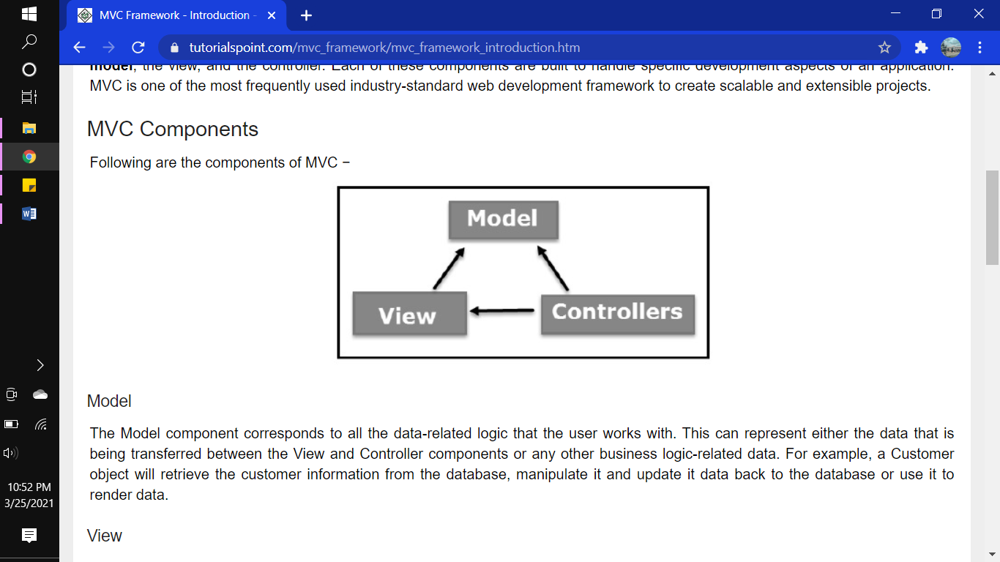 MVC Framework - Introduction -
tutorialspoint.com/mvc_framework/mvc_framework_introduction.htm
model, the view, and the controller. Each of these components are built to handle specific development aspects of an application.
MVC is one of the most frequently used industry-standard web development framework to create scalable and extensible projects.
MVC Components
Following are the components of MVC −
Model
View
Controllers
Model
The Model component corresponds to all the data-related logic that the user works with. This can represent either the data that is
being transferred between the View and Controller components or any other business logic-related data. For example, a Customer
object will retrieve the customer information from the database, manipulate it and update it data back to the database or use it to
render data.
View
10:52 PM
3/25/2021